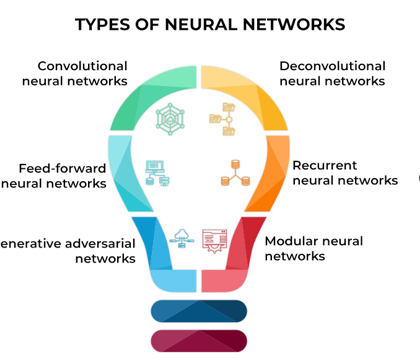 TYPES OF NEURAL NETWORKS
Convolutional
neural networks
Deconvolutional
neural networks
Feed-forward
neural networks
Recurrent
neural networks
enerative adversarial
networks
Modular neural
networks